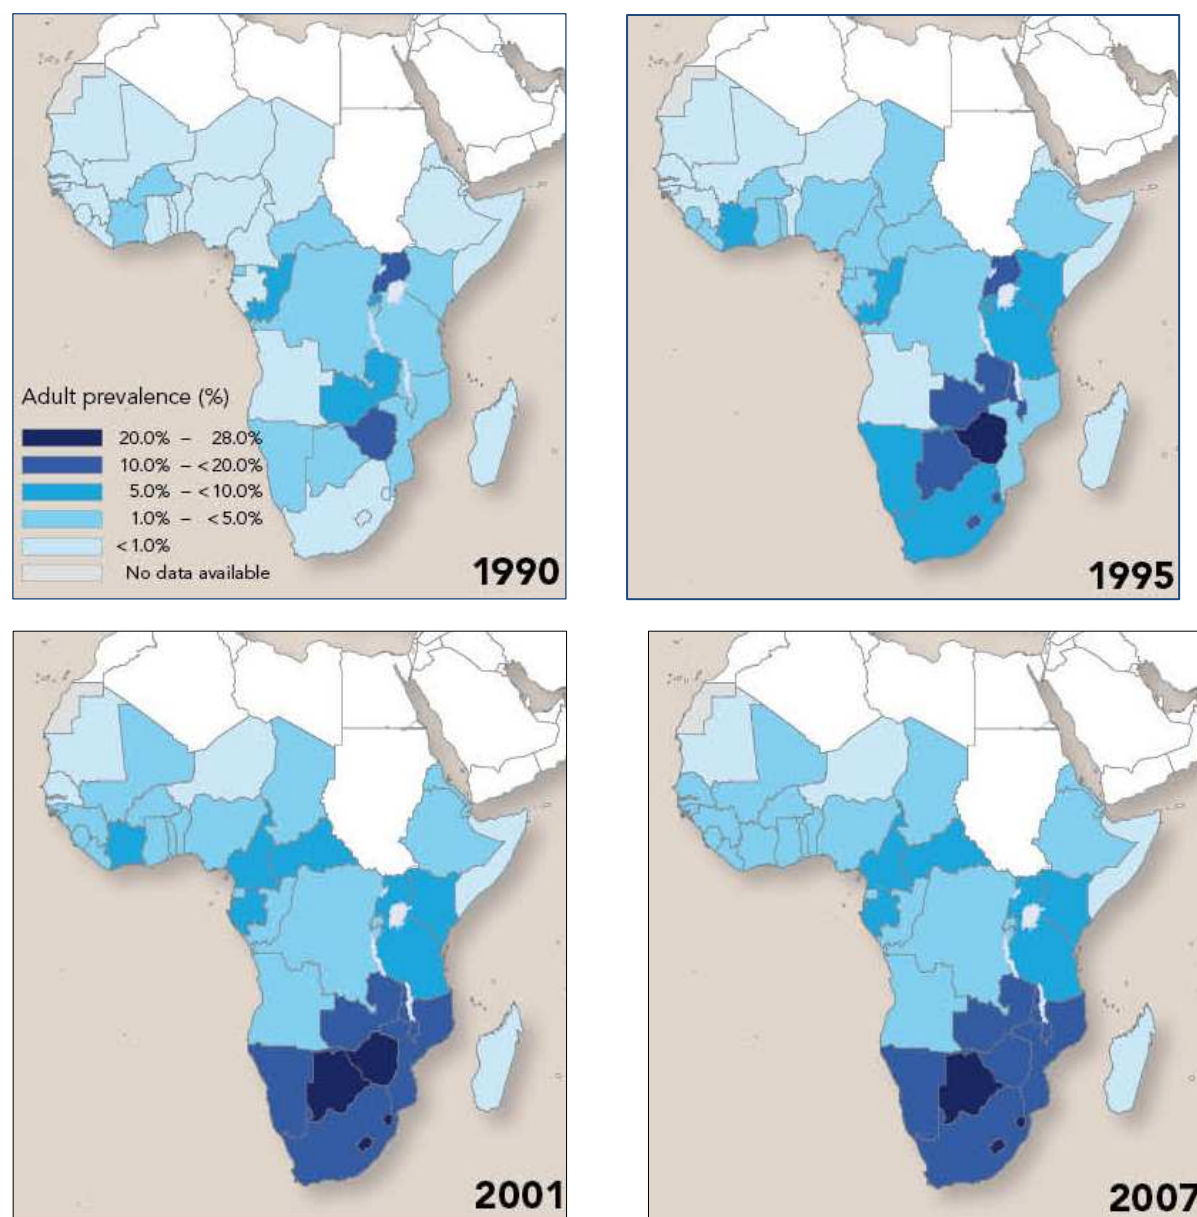 Adult prevalence (%)
20.0% – 28.0%
10.0% – <20.0%
5.0% – <10.0%
1.0% – <5.0%
<1.0%
No data available
1990
1995
2001
2007